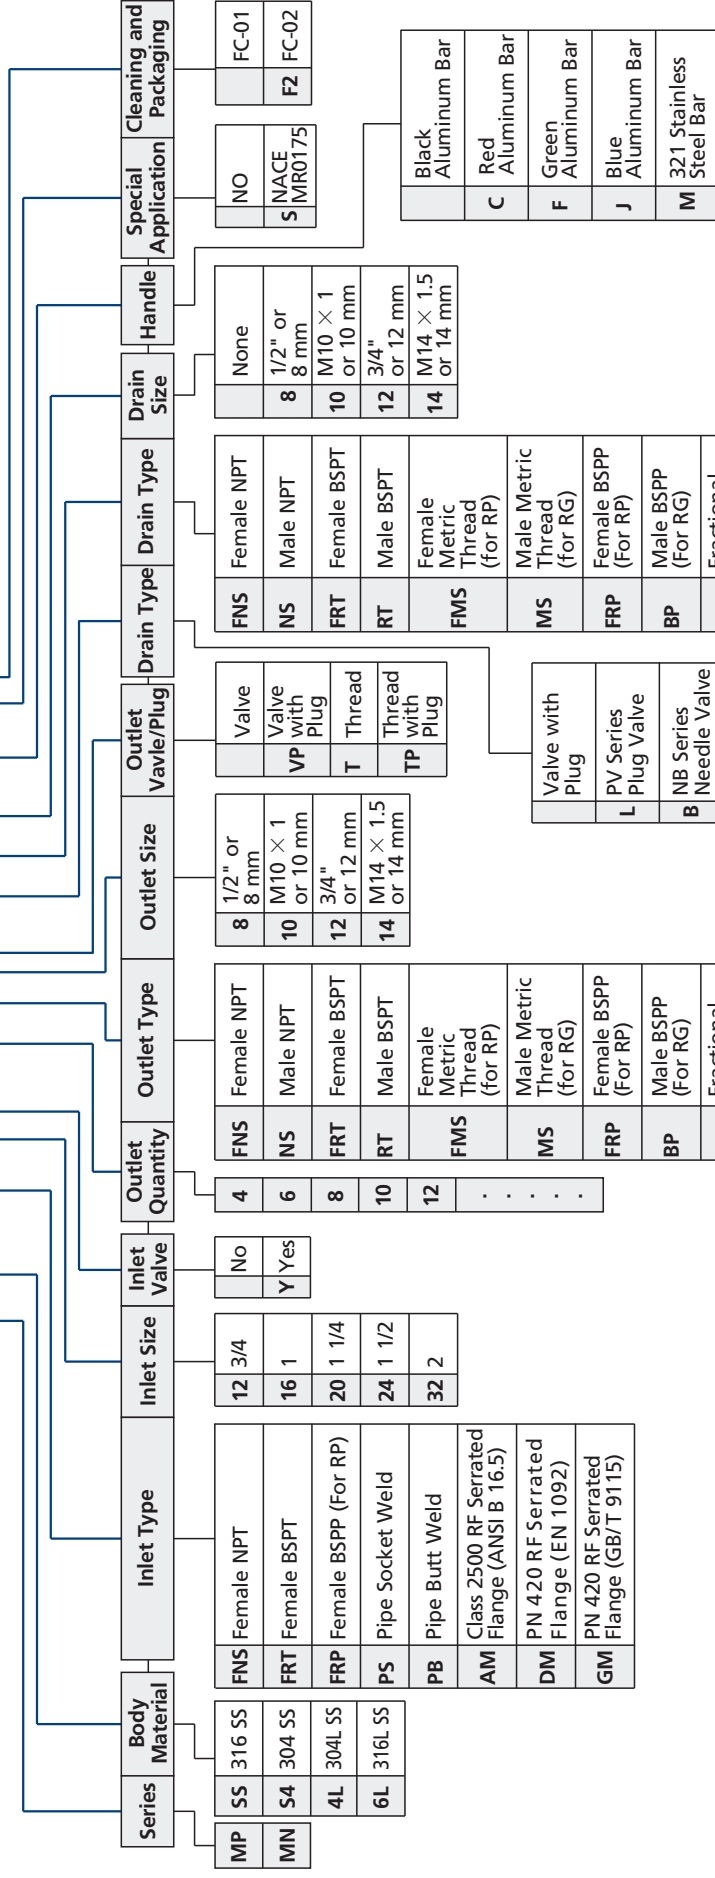 Series
MP
MN
Body
Material
SS 316 SS
S4 304 SS
4L 304L SS
6L 316L SS
Inlet Type
FNS Female NPT
FRT Female BSPT
FRP Female BSPP (For RP)
PS Pipe Socket Weld
PB Pipe Butt Weld
AM Class 2500 RF Serrated
Flange (ANSI B 16.5)
DM PN 420 RF Serrated
Flange (EN 1092)
GM PN 420 RF Serrated
Flange (GB/T 9115)
Inlet Size
12 3/4
16 1
20 1 1/4
24 1 1/2
32 2
Inlet
Valve
No
Y Yes
Outlet
Quantity
4
6
8
10
12
. . . . .
Outlet Type
FNS Female NPT
NS Male NPT
FRT Female BSPT
RT Male BSPT
FMS Female
Metric
Thread
(for RP)
MS Male Metric
Thread
(for RG)
FRP Female BSPP
(For RP)
BP Male BSPP
(For RG)
Fractional
Outlet Size
8 1/2" or
8 mm
10 M10 × 1
or 10 mm
12 3/4"
or 12 mm
14 M14 × 1.5
or 14 mm
Outlet
Vavle/Plug
Valve
VP Valve
with
Plug
T Thread
TP Thread
with
Plug
Drain Type
Valve with
Plug
L PV Series
Plug Valve
B NB Series
Needle Valve
Drain Type
FNS Female NPT
NS Male NPT
FRT Female BSPT
RT Male BSPT
FMS Female
Metric
Thread
(for RP)
MS Male Metric
Thread
(for RG)
FRP Female BSPP
(For RP)
BP Male BSPP
(For RG)
Fractional
Drain
Size
None
8 1/2" or
8 mm
10 M10 × 1
or 10 mm
12 3/4"
or 12 mm
14 M14 × 1.5
or 14 mm
Handle
Black
Aluminum Bar
C Red
Aluminum Bar
F Green
Aluminum Bar
J Blue
Aluminum Bar
M 321 Stainless
Steel Bar
Special
Application
NO
S NACE
MR0175
Cleaning and
Packaging
FC-01
F2 FC-02